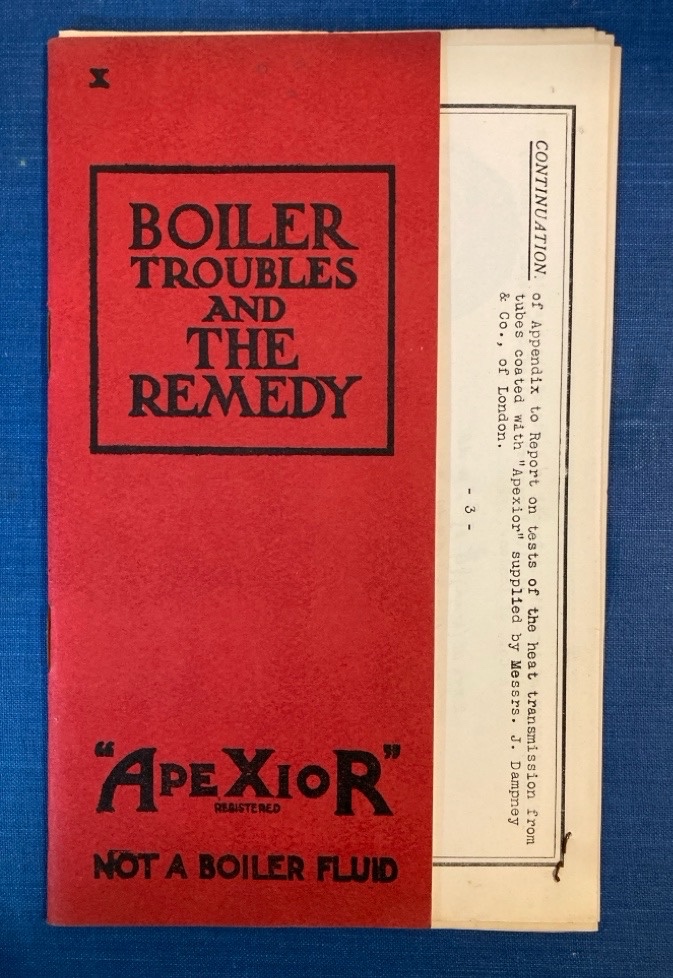 X
BOILER
TROUBLES
AND
THE
REMEDY
"APEXIOR"
REGISTERED
NOT A BOILER FLUID
CONTINUATION. of Appendix to Report on tests of the heat transmission from
tubes coated with "Apexior" supplied by Messrs. J. Dampney
& Co., of London.
- 3 -